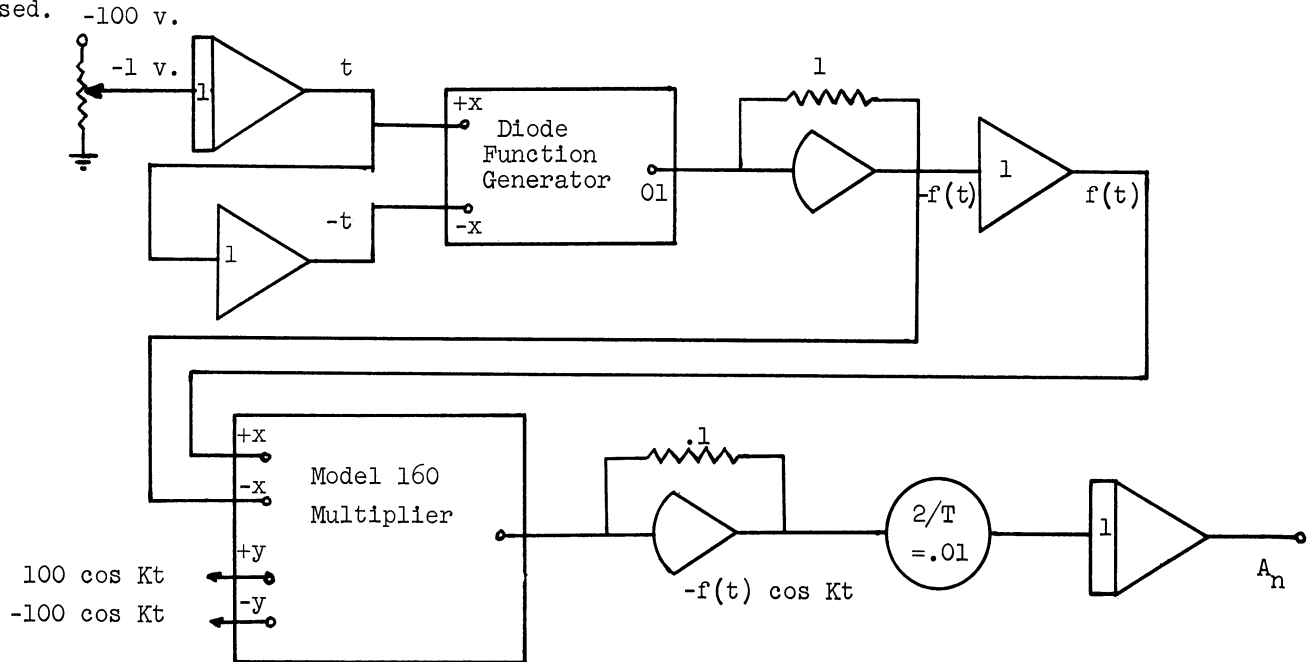 sed.
-100 v.
-1 v.
1
t
1
-t
+x
Diode
Function
Generator
01
-x
1
-f(t)
1
f(t)
+x
-x
Model 160
Multiplier
+y
-y
100 cos Kt
-100 cos Kt
.1
-f(t) cos Kt
2/T
=.01
1
An